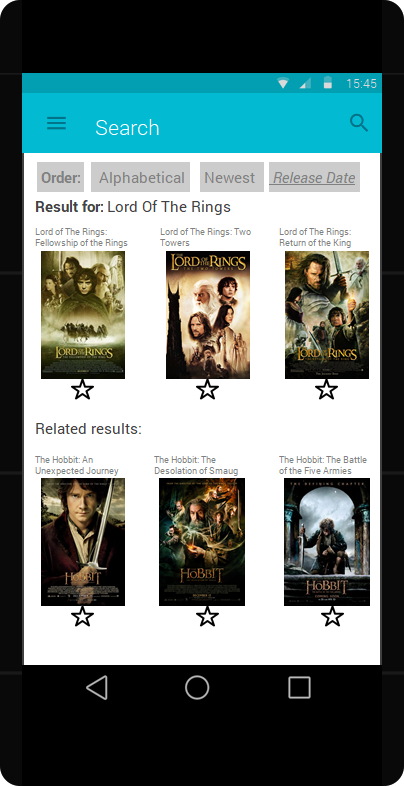 15:45
Search
Order: Alphabetical Newest Release Date
Result for: Lord Of The Rings
Lord of The Rings:
Fellowship of the Rings
Lord of The Rings: Two
Towers
Lord of The Rings:
Return of the King
THE LORD OF THE RINGS
THE LORD OF THE RINGS
THE TWO TOWERS
THE LORD OF THE RINGS
Related results:
The Hobbit: An
Unexpected Journey
The Hobbit: The
Desolation of Smaug
The Hobbit: The Battle
of the Five Armies
THE HOBBIT
THE HOBBIT
THE DEFINING CHAPTER
THE HOBBIT